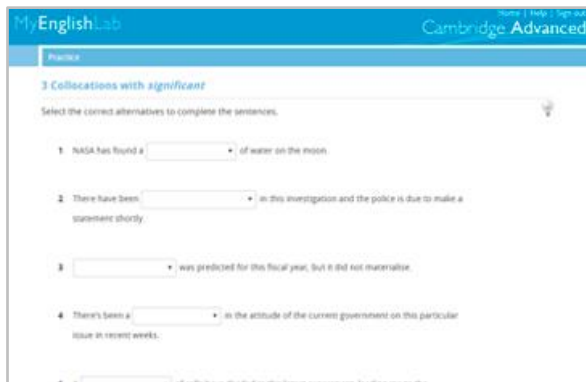 MyEnglishLab
Home | Help | Sign out
Cambridge Advanced
Practice
3 Collocations with significant
Select the correct alternatives to complete the sentences.
1 NASA has found a of water on the moon.
2 There have been in this investigation and the police is due to make a
statement shortly.
3 was predicted for this fiscal year, but it did not materialise.
4 There's been a in the attitude of the current government on this particular
issue in recent weeks.